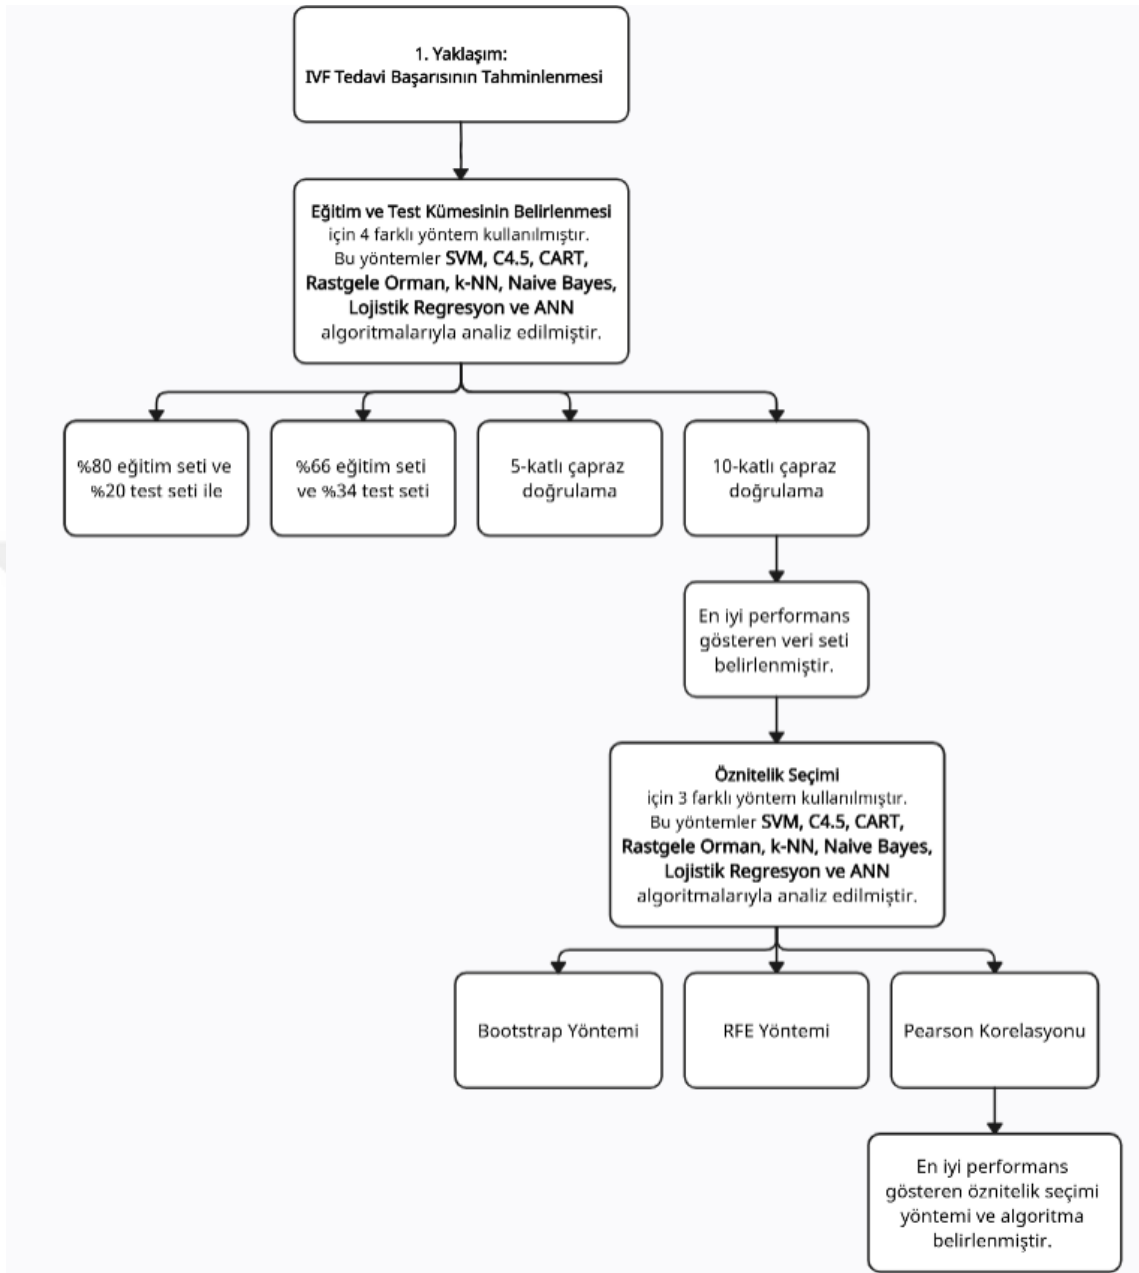 1. Yaklaşım:
IVF Tedavi Başarısının Tahminlenmesi
Eğitim ve Test Kümesinin Belirlenmesi
için 4 farklı yöntem kullanılmıştır.
Bu yöntemler SVM, C4.5, CART,
Rastgele Orman, k-NN, Naive Bayes,
Lojistik Regresyon ve ANN
algoritmalarıyla analiz edilmiştir.
%80 eğitim seti ve
%20 test seti ile
%66 eğitim seti
ve %34 test seti
5-katlı çapraz
doğrulama
10-katlı çapraz
doğrulama
En iyi performans
gösteren veri seti
belirlenmiştir.
Öznitelik Seçimi
için 3 farklı yöntem kullanılmıştır.
Bu yöntemler SVM, C4.5, CART,
Rastgele Orman, k-NN, Naive Bayes,
Lojistik Regresyon ve ANN
algoritmalarıyla analiz edilmiştir.
Bootstrap Yöntemi
RFE Yöntemi
Pearson Korelasyonu
En iyi performans
gösteren öznitelik seçimi
yöntemi ve algoritma
belirlenmiştir.